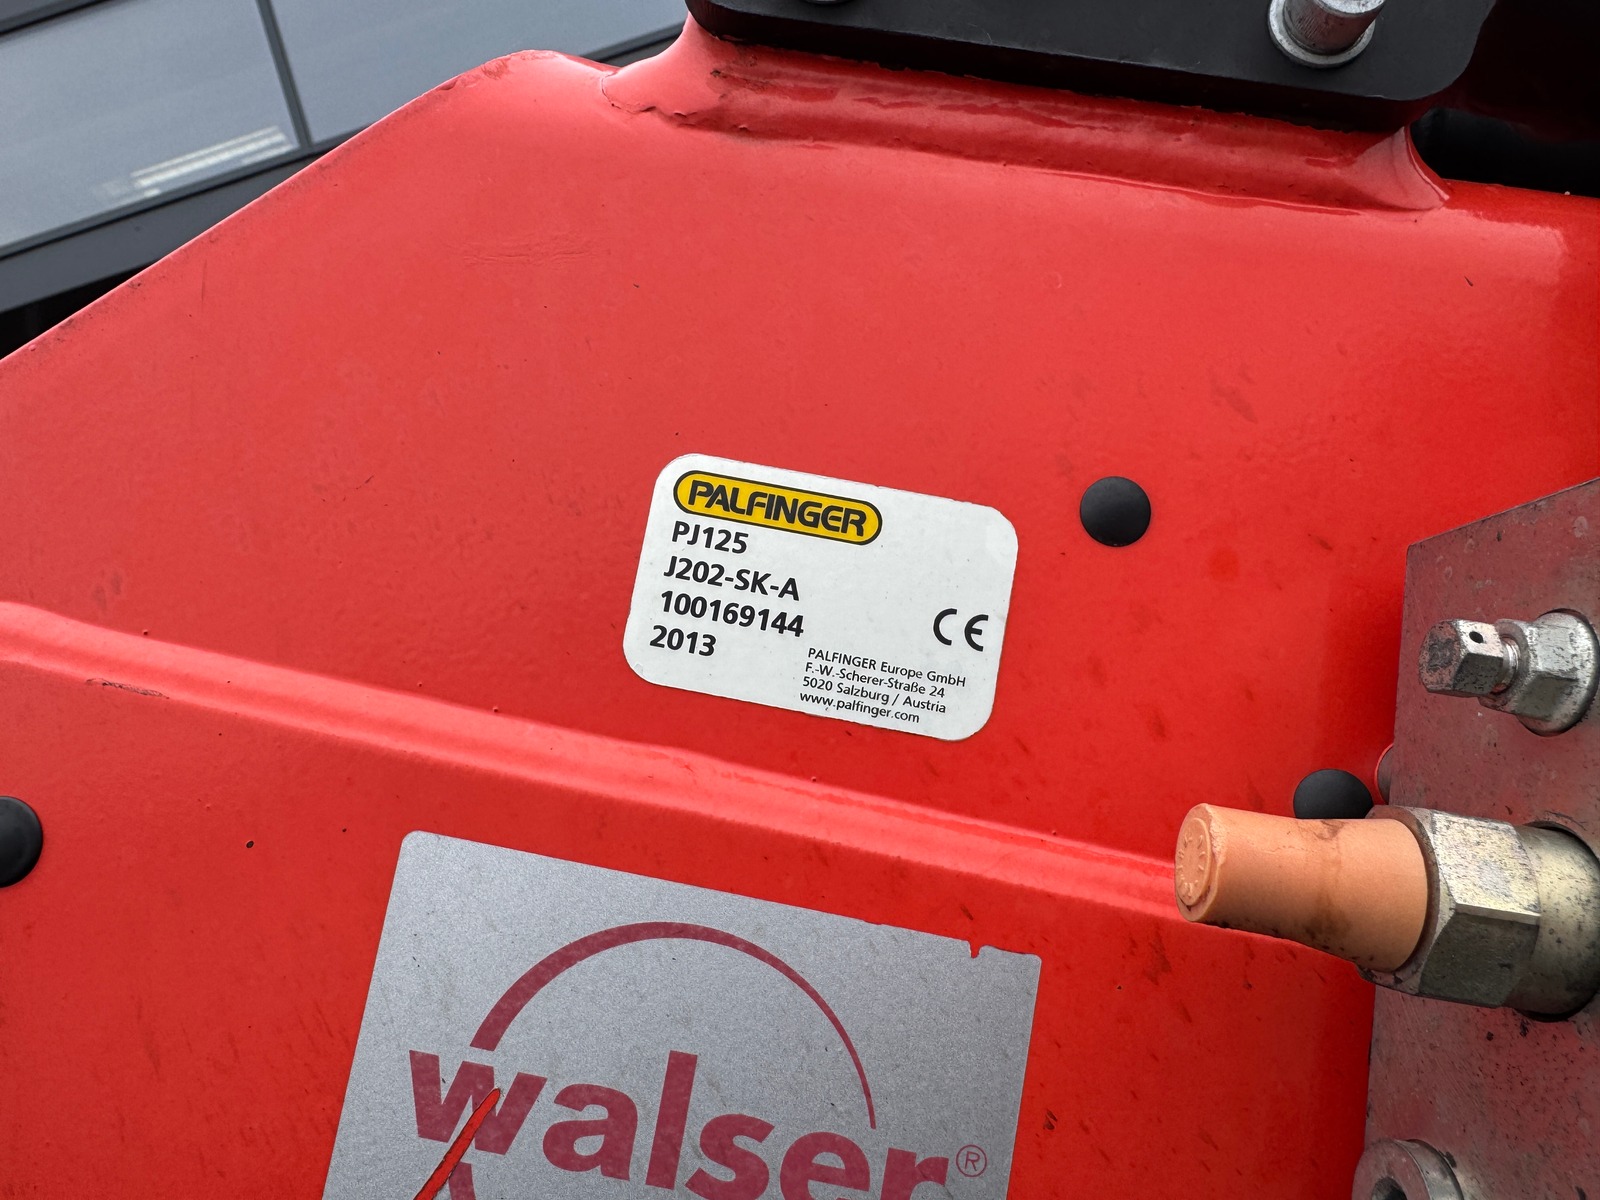 PALFINGER
PJ125
J202-SK-A
100169144
2013
CE
PALFINGER Europe GmbH
F.-W.-Scherer-Straße 24
5020 Salzburg / Austria
www.palfinger.com
walser®